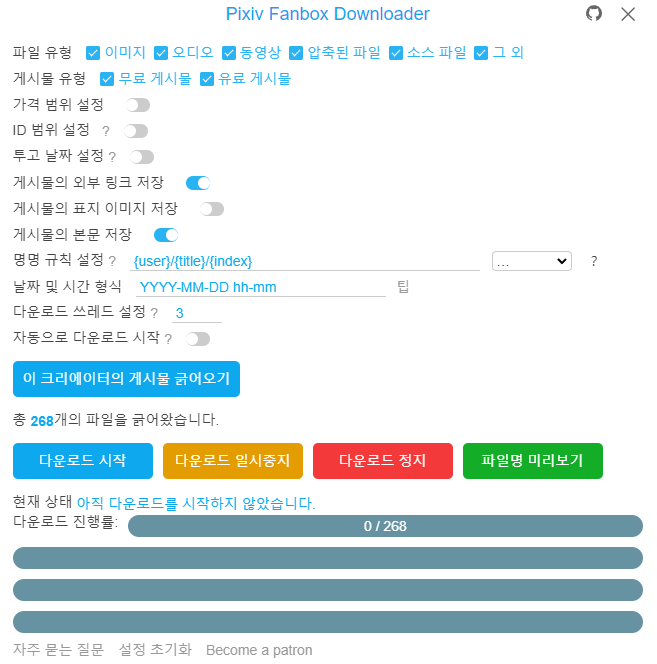 Pixiv Fanbox Downloader
파일 유형 이미지 오디오 동영상 압축된 파일 소스 파일 그 외
게시물 유형 무료 게시물 유료 게시물
가격 범위 설정
ID 범위 설정 ?
투고 날짜 설정 ?
게시물의 외부 링크 저장
게시물의 표지 이미지 저장
게시물의 본문 저장
명명 규칙 설정 ? {user}/{title}/{index} ... ?
날짜 및 시간 형식 YYYY-MM-DD hh-mm 팁
다운로드 쓰레드 설정 ? 3
자동으로 다운로드 시작 ?
이 크리에이터의 게시물 긁어오기
총 268개의 파일을 긁어왔습니다.
다운로드 시작 다운로드 일시중지 다운로드 정지 파일명 미리보기
현재 상태 아직 다운로드를 시작하지 않았습니다.
다운로드 진행률: 0 / 268
자주 묻는 질문 설정 초기화 Become a patron